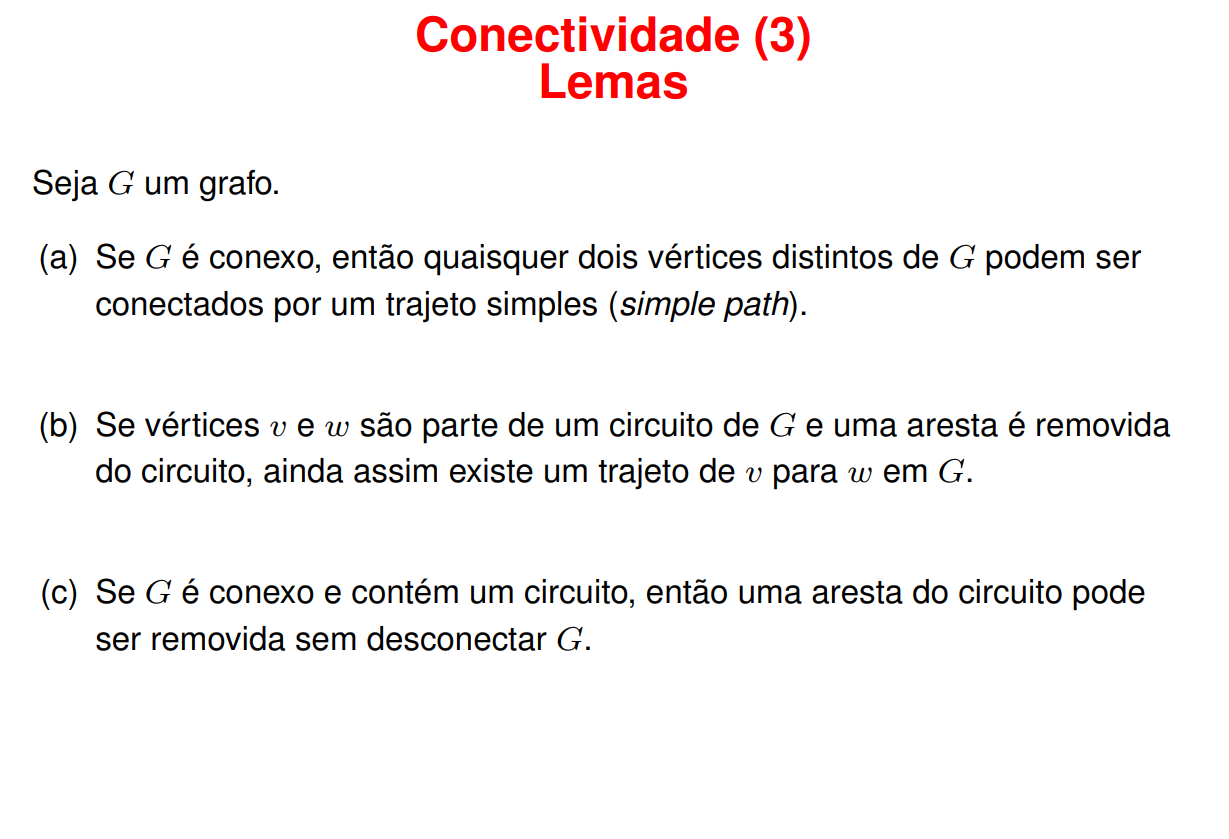 Conectividade (3)
Lemas
Seja G um grafo.
(a) Se G é conexo, então quaisquer dois vértices distintos de G podem ser
conectados por um trajeto simples (simple path).
(b) Se vértices v e w são parte de um circuito de G e uma aresta é removida
do circuito, ainda assim existe um trajeto de v para w em G.
(c) Se G é conexo e contém um circuito, então uma aresta do circuito pode
ser removida sem desconectar G.